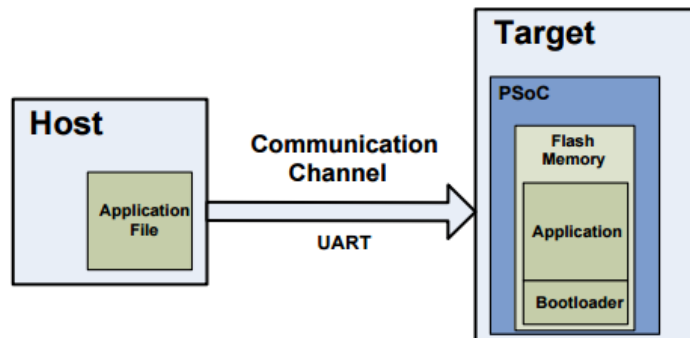 Host
Application
File
Communication
Channel
UART
Target
PSoC
Flash
Memory
Application
Bootloader